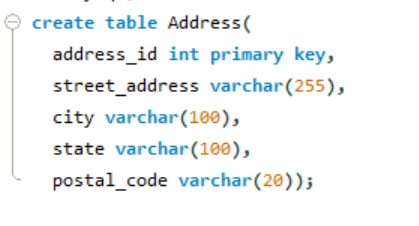 create table Address(
address_id int primary key,
street_address varchar(255),
city varchar(100),
state varchar(100),
postal_code varchar(20));